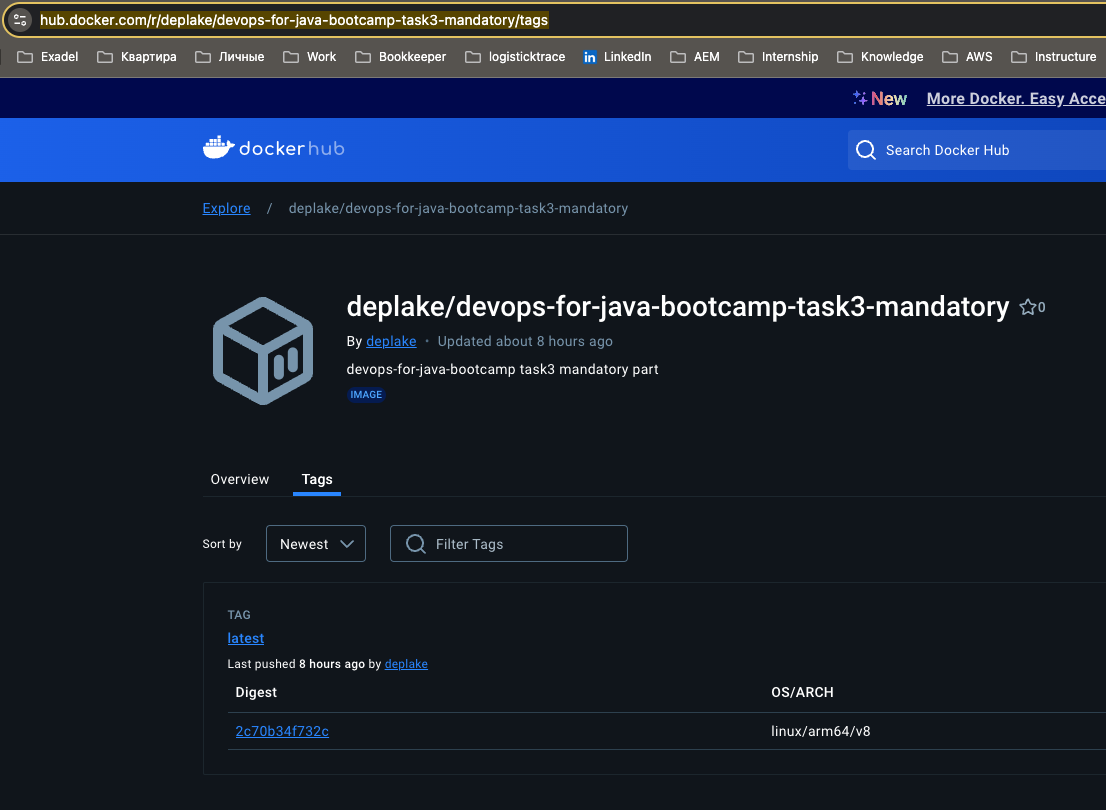 hub.docker.com/r/deplake/devops-for-java-bootcamp-task3-mandatory/tags
Exadel Квартира Личные Work Bookkeeper logisticktrace in LinkedIn AEM Internship Knowledge AWS Instructure
New More Docker. Easy Acce
docker hub Search Docker Hub
Explore / deplake/devops-for-java-bootcamp-task3-mandatory
deplake/devops-for-java-bootcamp-task3-mandatory 0
By deplake • Updated about 8 hours ago
devops-for-java-bootcamp task3 mandatory part
IMAGE
Overview Tags
Sort by Newest Filter Tags
TAG
latest
Last pushed 8 hours ago by deplake
Digest OS/ARCH
2c70b34f732c linux/arm64/v8